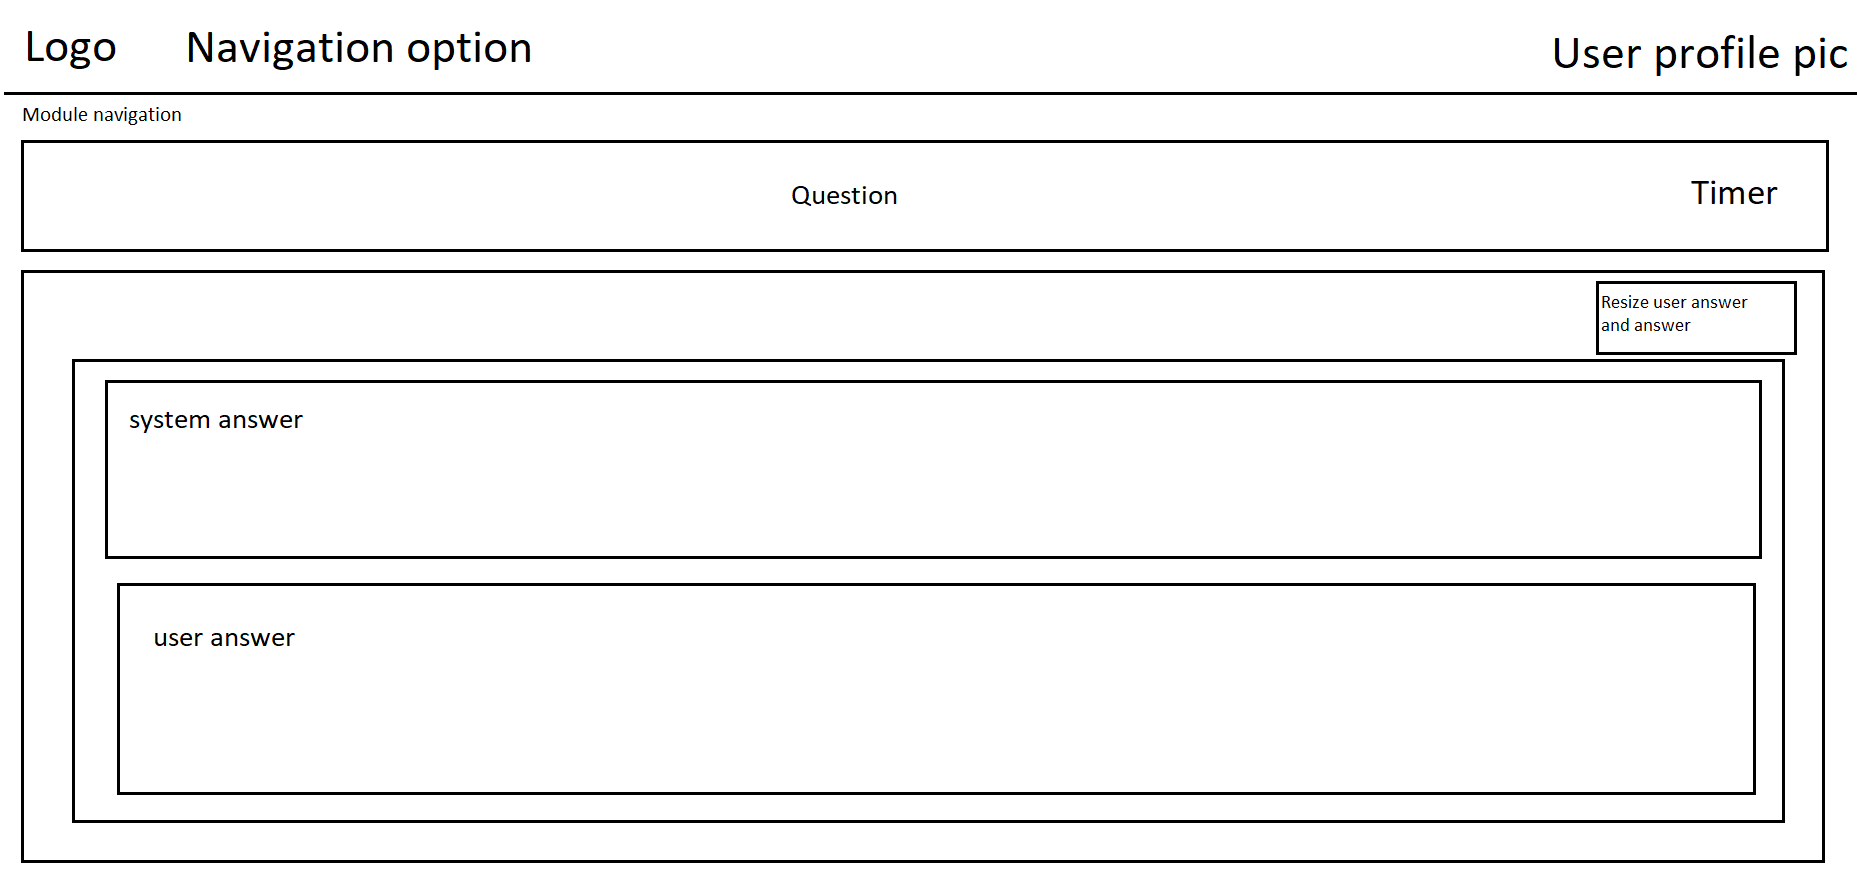 Logo
Navigation option
User profile pic
Module navigation
Question
Timer
Resize user answer
and answer
system answer
user answer